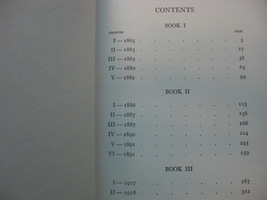 CONTENTS
BOOK I
CHAPTER PAGE
I—1865 . . . . . . . 3
II—1865 . . . . . . . 23
III—1865 . . . . . . . 38
IV—1880 . . . . . . . 65
V—1882 . . . . . . . 99
BOOK II
I—1886 . . . . . . . 115
II—1887 . . . . . . . 138
III—1887 . . . . . . . 168
IV—1890 . . . . . . . 214
V—1891 . . . . . . . 243
VI—1891 . . . . . . . 259
BOOK III
I—1917 . . . . . . . 287
II—1918 . . . . . . . 312